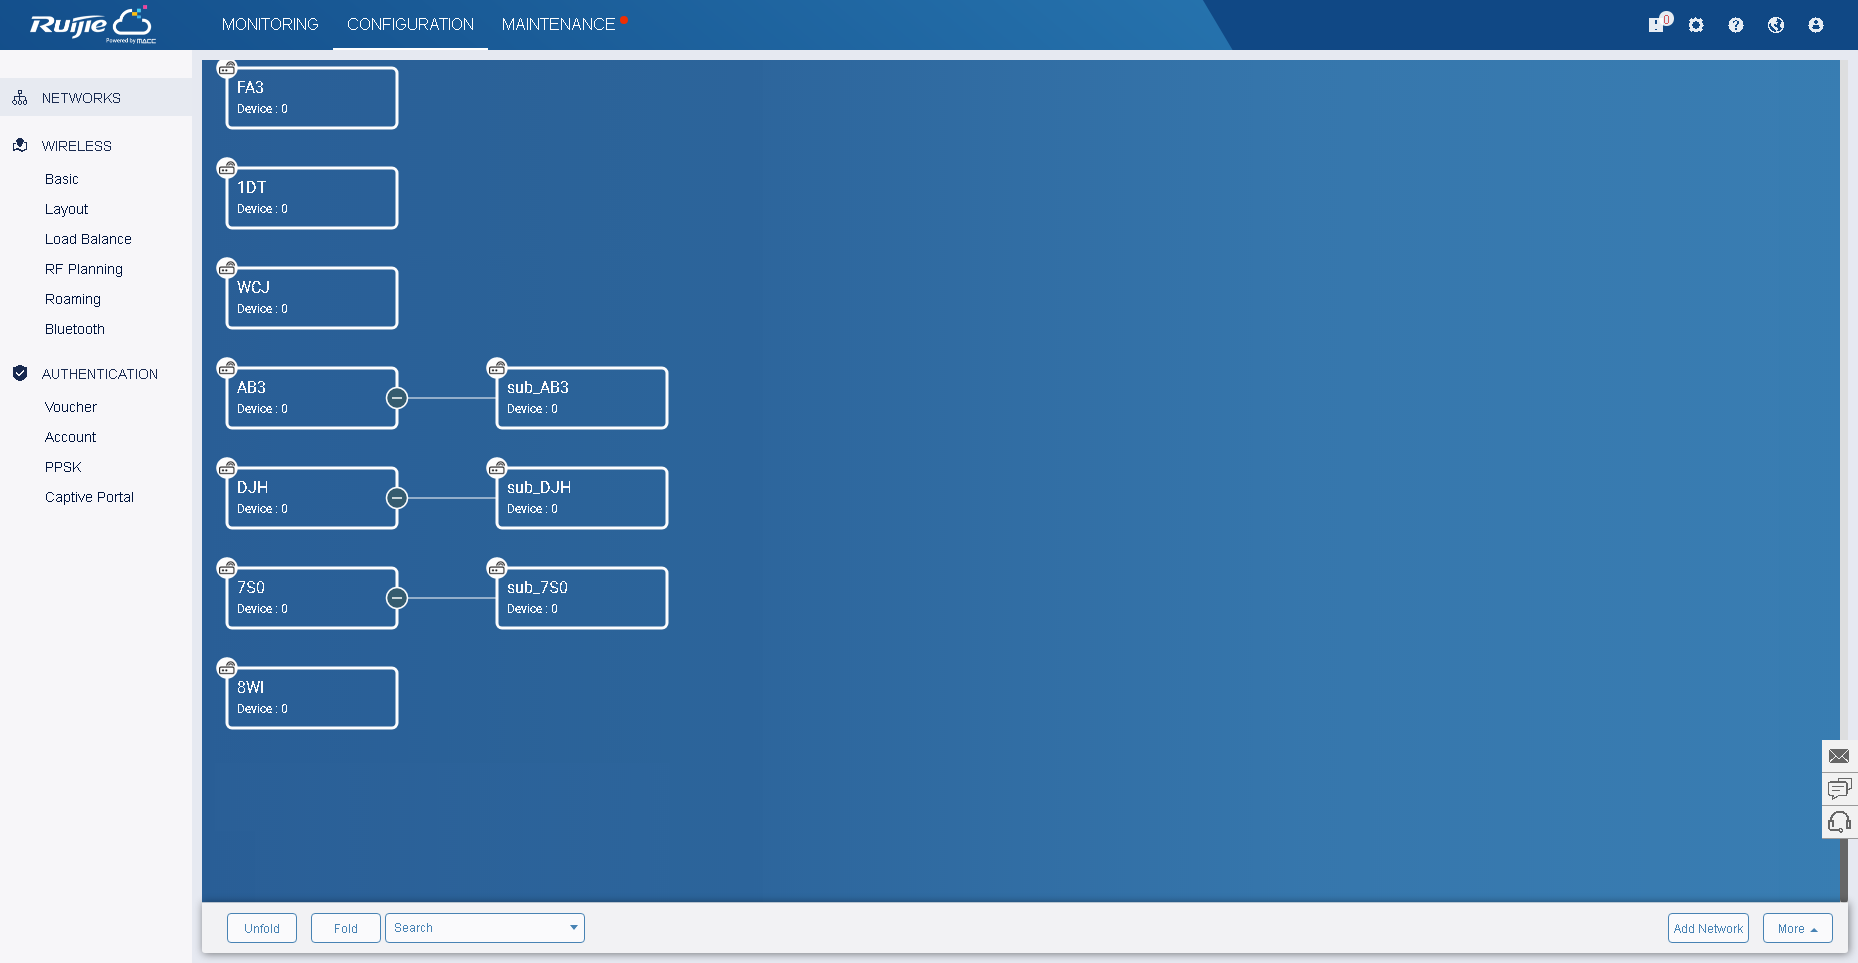 Ruijie
Powered by MACC
MONITORING
CONFIGURATION
MAINTENANCE
0
NETWORKS
WIRELESS
Basic
Layout
Load Balance
RF Planning
Roaming
Bluetooth
AUTHENTICATION
Voucher
Account
PPSK
Captive Portal
FA3
Device : 0
1DT
Device : 0
WCJ
Device : 0
AB3
Device : 0
sub_AB3
Device : 0
DJH
Device : 0
sub_DJH
Device : 0
7S0
Device : 0
sub_7S0
Device : 0
8WI
Device : 0
Unfold
Fold
Search
Add Network
More